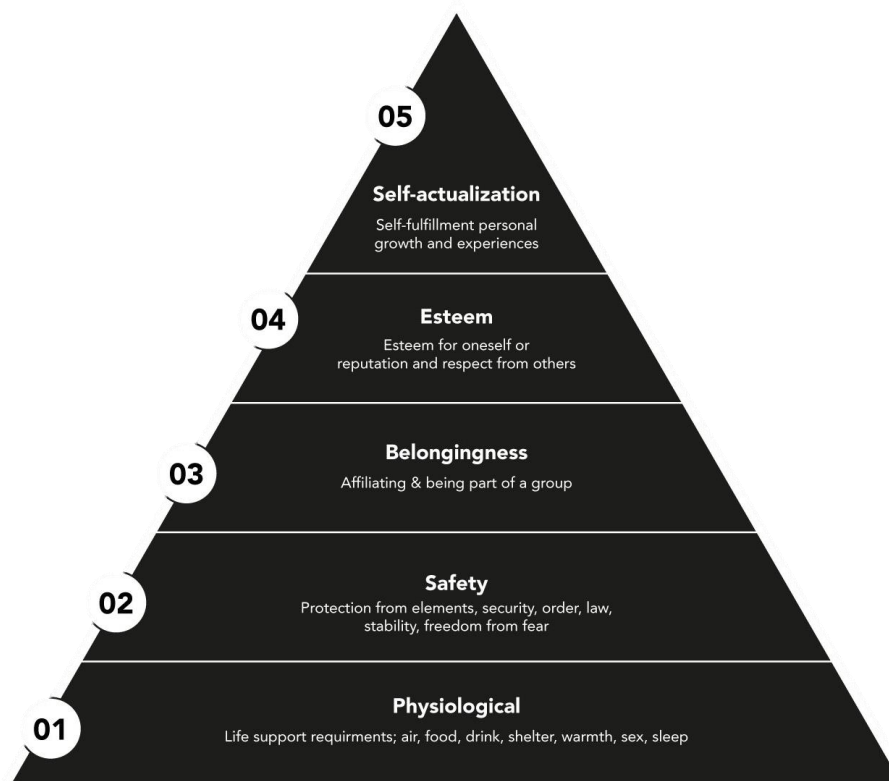 05
Self-actualization
Self-fulfillment personal
growth and experiences
04
Esteem
Esteem for oneself or
reputation and respect from others
03
Belongingness
Affiliating & being part of a group
02
Safety
Protection from elements, security, order, law,
stability, freedom from fear
01
Physiological
Life support requirments; air, food, drink, shelter, warmth, sex, sleep